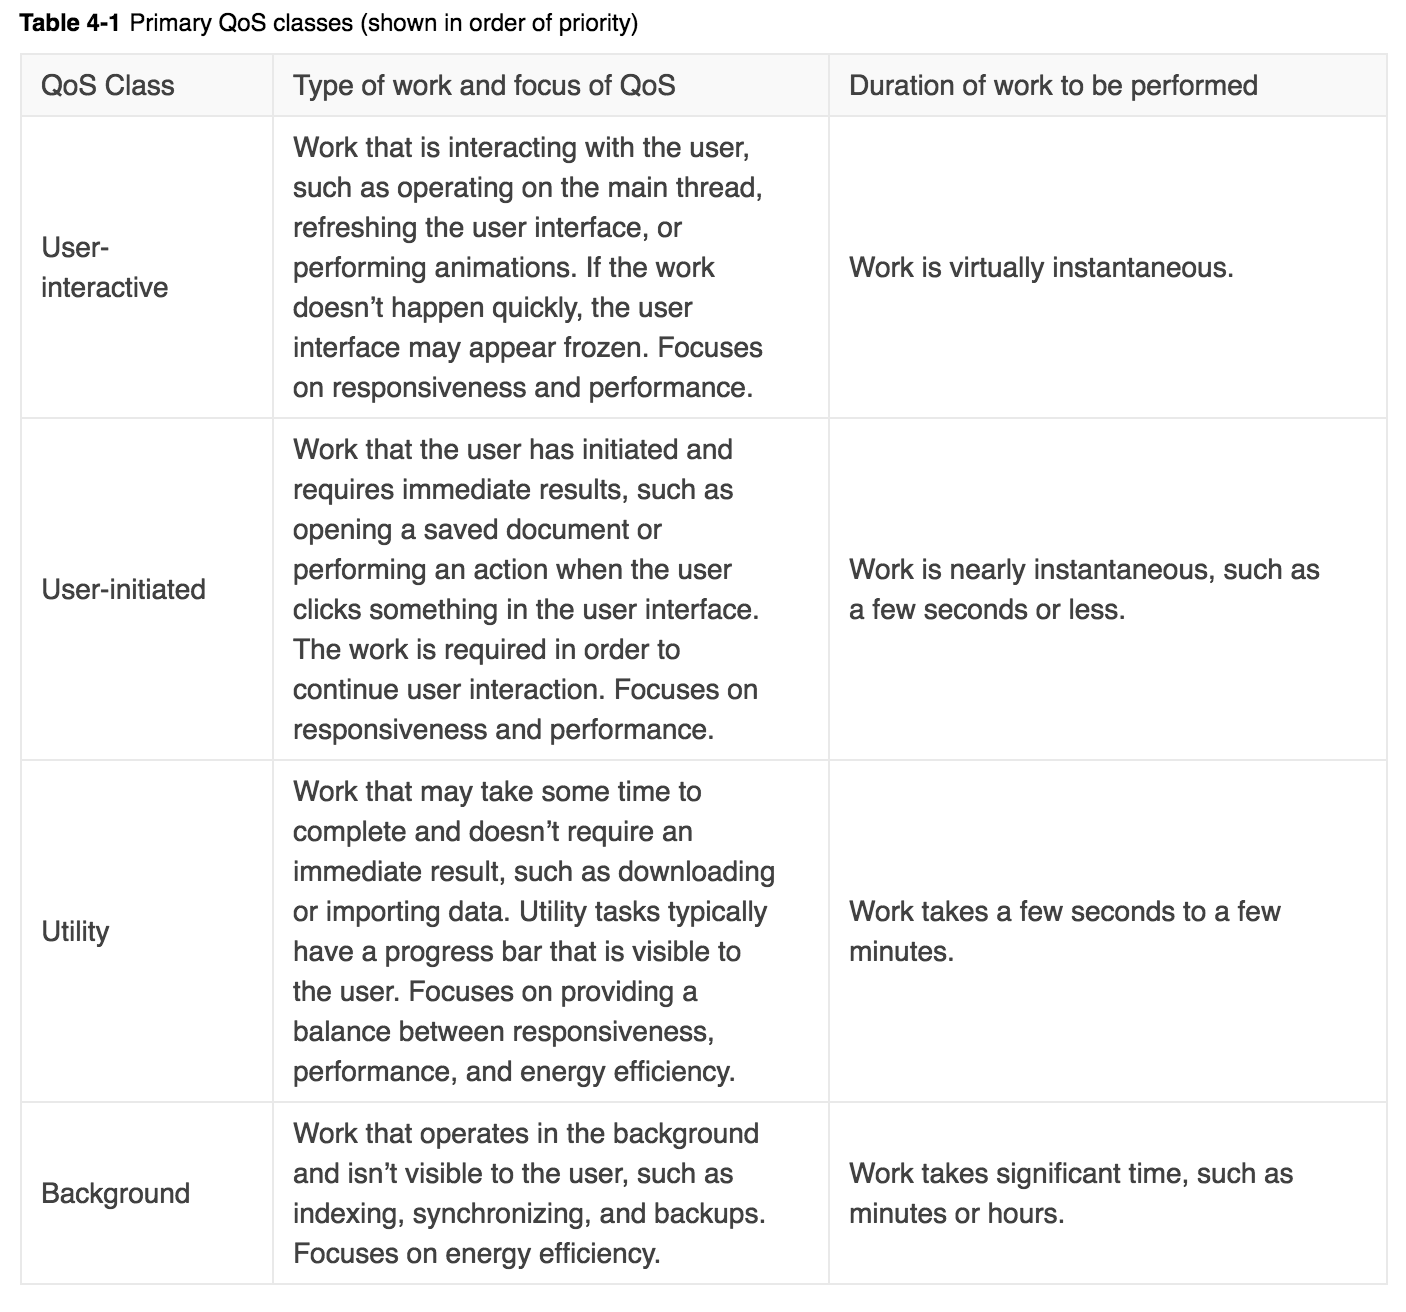 Table 4-1 Primary QoS classes (shown in order of priority)
QoS Class
Type of work and focus of QoS
Duration of work to be performed
User-
interactive
Work that is interacting with the user,
such as operating on the main thread,
refreshing the user interface, or
performing animations. If the work
doesn’t happen quickly, the user
interface may appear frozen. Focuses
on responsiveness and performance.
Work is virtually instantaneous.
User-initiated
Work that the user has initiated and
requires immediate results, such as
opening a saved document or
performing an action when the user
clicks something in the user interface.
The work is required in order to
continue user interaction. Focuses on
responsiveness and performance.
Work is nearly instantaneous, such as
a few seconds or less.
Utility
Work that may take some time to
complete and doesn’t require an
immediate result, such as downloading
or importing data. Utility tasks typically
have a progress bar that is visible to
the user. Focuses on providing a
balance between responsiveness,
performance, and energy efficiency.
Work takes a few seconds to a few
minutes.
Background
Work that operates in the background
and isn’t visible to the user, such as
indexing, synchronizing, and backups.
Focuses on energy efficiency.
Work takes significant time, such as
minutes or hours.